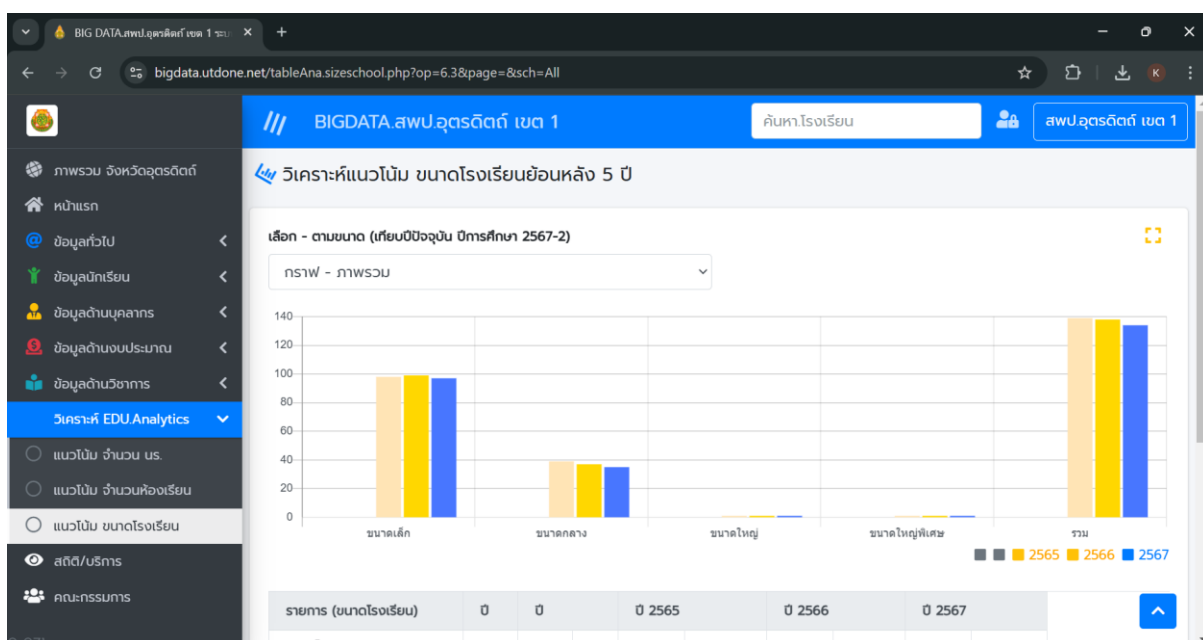 BIG DATA.สพป.อุตรดิตถ์ เขต 1 ระบ
bigdata.utdone.net/tableAna.sizeschool.php?op=6.3&page=&sch=All
K
BIGDATA.สพป.อุตรดิตถ์ เขต 1
ค้นหา.โรงเรียน
สพป.อุตรดิตถ์ เขต 1
ภาพรวม จังหวัดอุตรดิตถ์
หน้าแรก
ข้อมูลทั่วไป
ข้อมูลนักเรียน
ข้อมูลด้านบุคลากร
ข้อมูลด้านงบประมาณ
ข้อมูลด้านวิชาการ
วิเคราะห์ EDU.Analytics
แนวโน้ม จำนวน นร.
แนวโน้ม จำนวนห้องเรียน
แนวโน้ม ขนาดโรงเรียน
สถิติ/บริการ
คณะกรรมการ
วิเคราะห์แนวโน้ม ขนาดโรงเรียนย้อนหลัง 5 ปี
เลือก - ตามขนาด (เทียบปีปัจจุบัน ปีการศึกษา 2567-2)
กราฟ - ภาพรวม
140
120
100
80
60
40
20
0
ขนาดเล็ก ขนาดกลาง ขนาดใหญ่ ขนาดใหญ่พิเศษ รวม
2565 2566 2567
รายการ (ขนาดโรงเรียน) ปี ปี ปี 2565 ปี 2566 ปี 2567